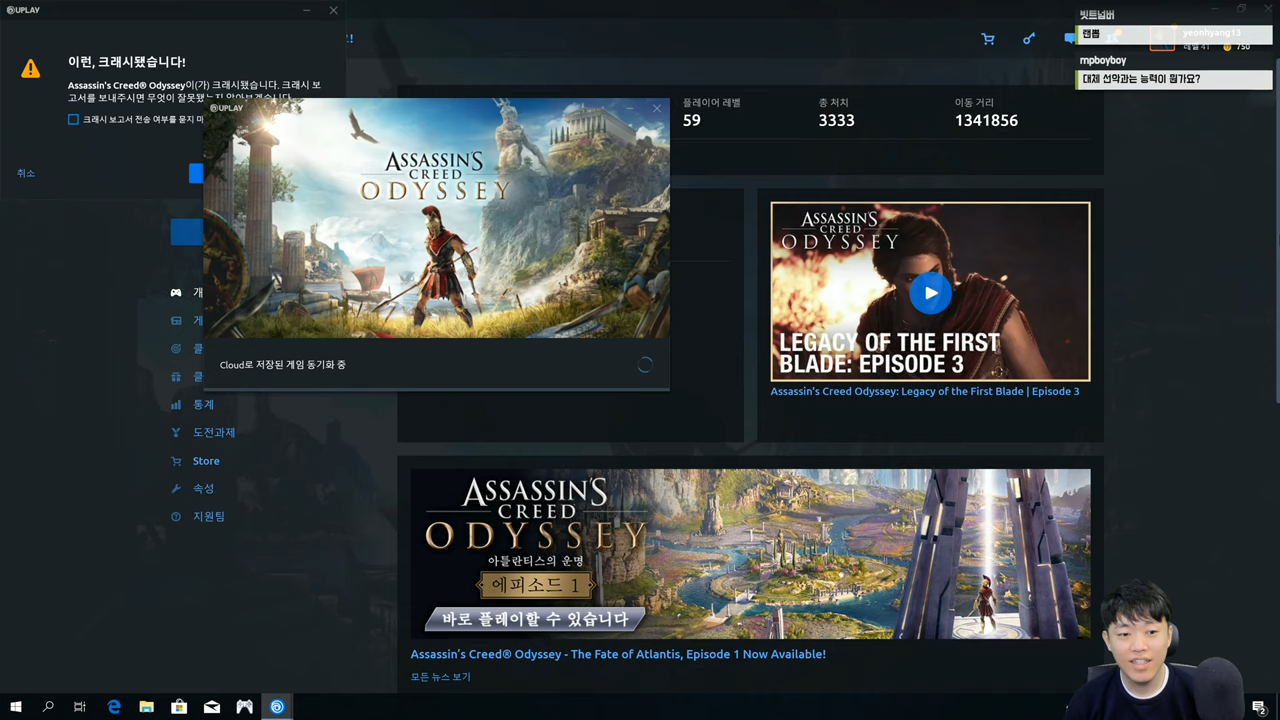 UPLAY
이런, 크래시됐습니다!
Assassin's Creed® Odyssey이(가) 크래시됐습니다. 크래시 보
고서를 보내주시면 무엇이 잘못됐는지
크래시 보고서 전송 여부를 묻지 마
취소
UPLAY
ASSASSIN'S
CREED
ODYSSEY
Cloud로 저장된 게임 동기화 중
빗트넘버
랜뽑
yeonhyang13
레벨 41
750
mpboyboy
대체 선악과는 능력이 뭔가요?
플레이어 레벨
59
총 처치
3333
이동 거리
1341856
통계
도전과제
Store
속성
지원팀
ASSASSIN'S
CREED
ODYSSEY
LEGACY OF THE FIRST
BLADE: EPISODE 3
Assassin's Creed Odyssey: Legacy of the First Blade | Episode 3
ASSASSIN'S
CREED
ODYSSEY
아틀란티스의 운명
에피소드 1
바로 플레이할 수 있습니다
Assassin's Creed® Odyssey - The Fate of Atlantis, Episode 1 Now Available!
모든 뉴스 보기
2